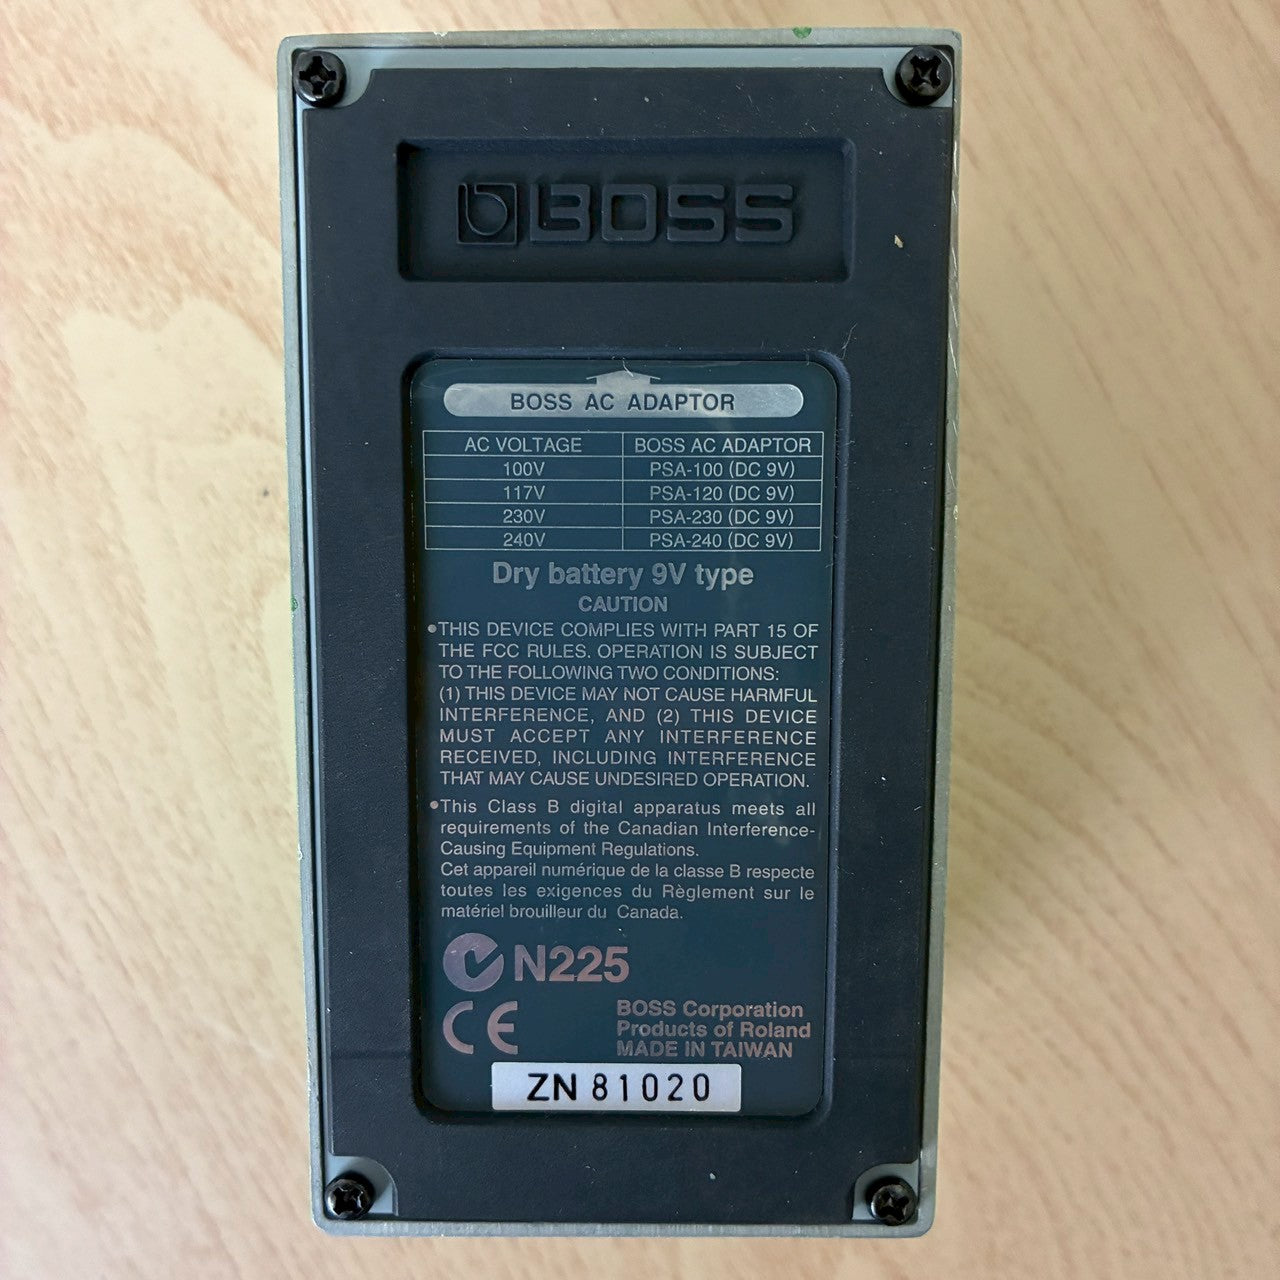 BOSS
BOSS AC ADAPTOR
AC VOLTAGE BOSS AC ADAPTOR
100V PSA-100 (DC 9V)
117V PSA-120 (DC 9V)
230V PSA-230 (DC 9V)
240V PSA-240 (DC 9V)
Dry battery 9V type
CAUTION
•THIS DEVICE COMPLIES WITH PART 15 OF
THE FCC RULES. OPERATION IS SUBJECT
TO THE FOLLOWING TWO CONDITIONS:
(1) THIS DEVICE MAY NOT CAUSE HARMFUL
INTERFERENCE, AND (2) THIS DEVICE
MUST ACCEPT ANY INTERFERENCE
RECEIVED, INCLUDING INTERFERENCE
THAT MAY CAUSE UNDESIRED OPERATION.
•This Class B digital apparatus meets all
requirements of the Canadian Interference-
Causing Equipment Regulations.
Cet appareil numérique de la classe B respecte
toutes les exigences du Règlement sur le
matériel brouilleur du Canada.
N225
CE
BOSS Corporation
Products of Roland
MADE IN TAIWAN
ZN 81020